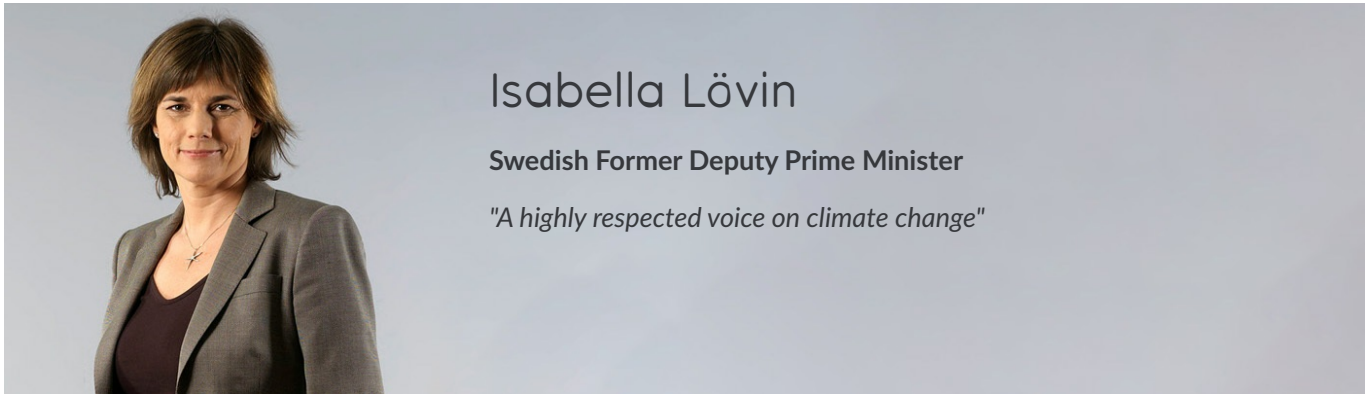 Isabella Lövin
Swedish Former Deputy Prime Minister
"A highly respected voice on climate change"